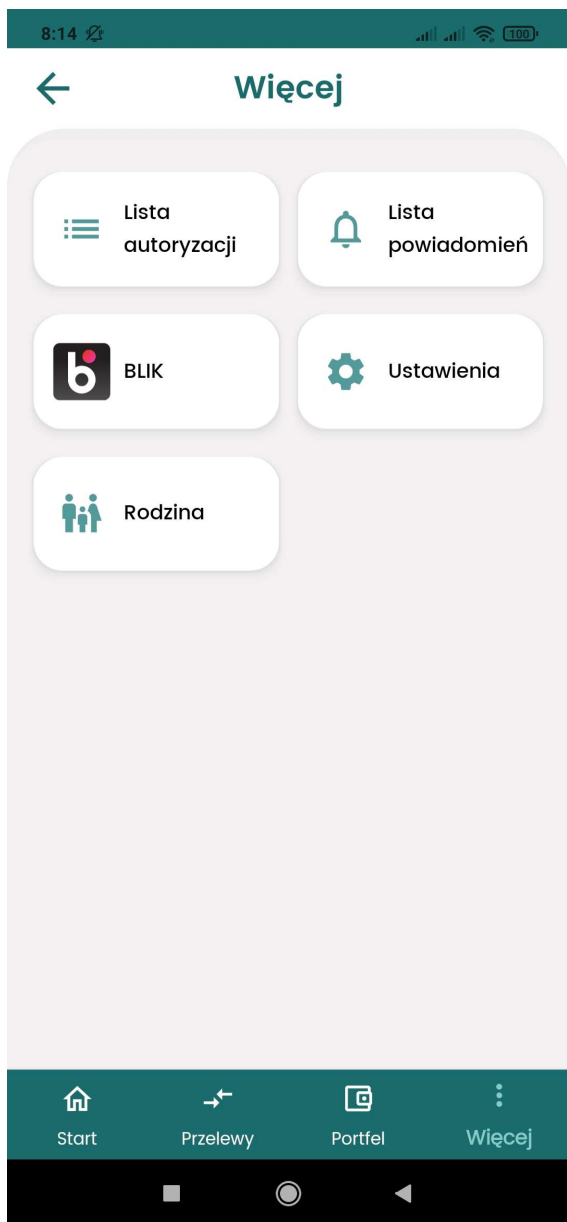 8:14
100
Więcej
Lista
autoryzacji
Lista
powiadomień
BLIK
Ustawienia
Rodzina
Start
Przelewy
Portfel
Więcej